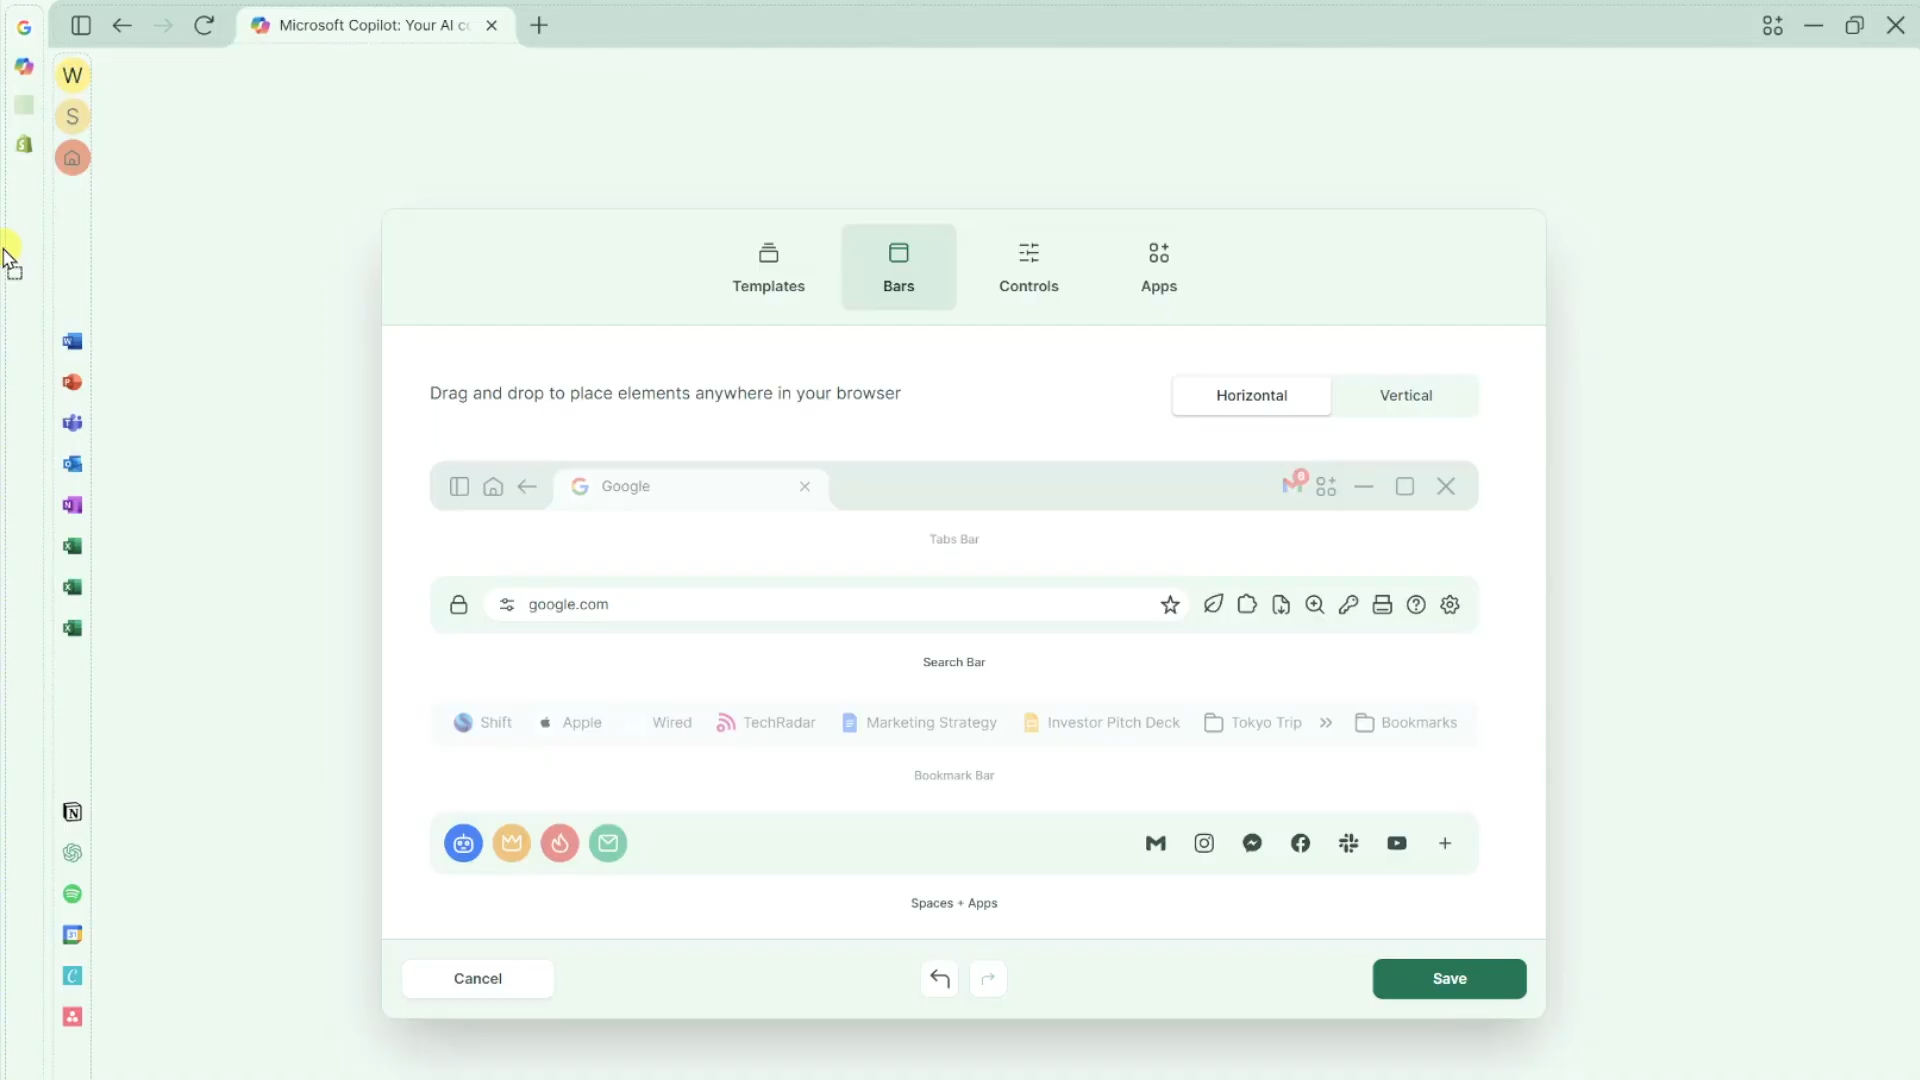 Microsoft Copilot: Your AI c
W
S
Templates
Bars
Controls
Apps
Drag and drop to place elements anywhere in your browser
Horizontal
Vertical
Google
Tabs Bar
google.com
Search Bar
Shift
Apple
Wired
TechRadar
Marketing Strategy
Investor Pitch Deck
Tokyo Trip
Bookmarks
Bookmark Bar
Spaces + Apps
31
Cancel
Save